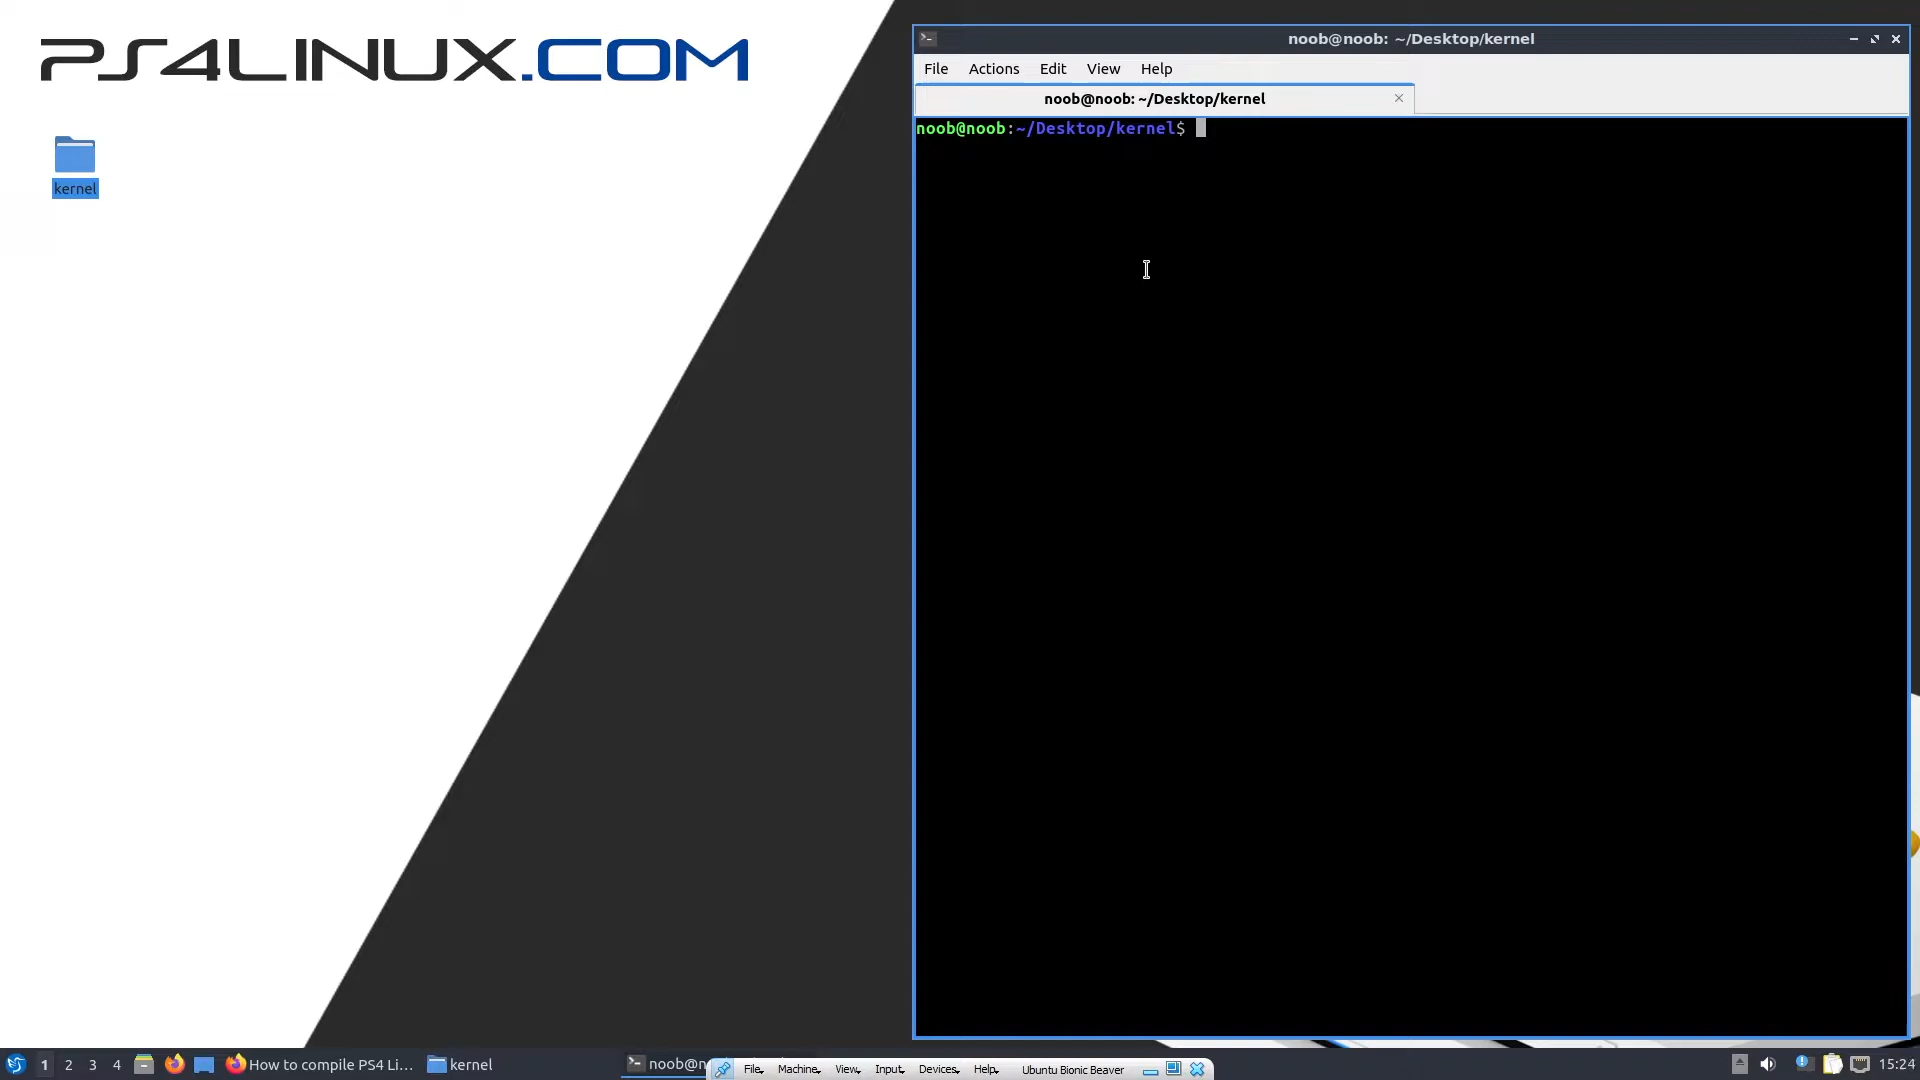 PS4LINUX.COM
kernel
noob@noob: ~/Desktop/kernel
File Actions Edit View Help
noob@noob: ~/Desktop/kernel
noob@noob:~/Desktop/kernel$
1 2 3 4 How to compile PS4 Li... kernel noob@n
File Machine View Input Devices Help Ubuntu Bionic Beaver
15:24